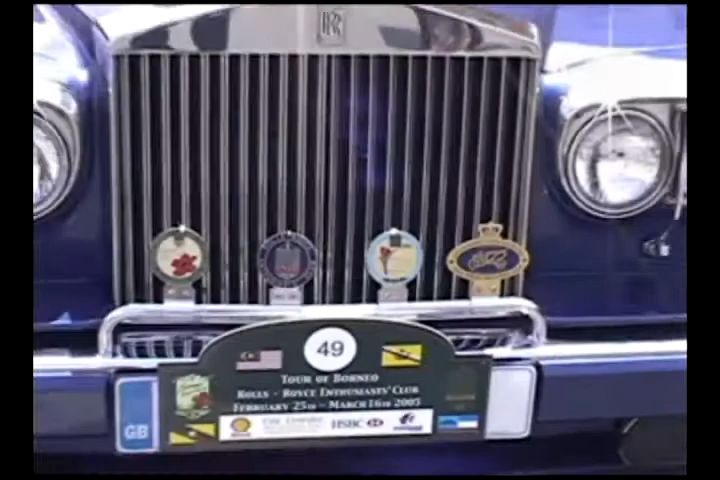 RR
49
TOUR OF BORNEO
ROLLS - ROYCE ENTHUSIASTS' CLUB
FEBRUARY 25TH - MARCH 16TH 2005
GB
HSBC